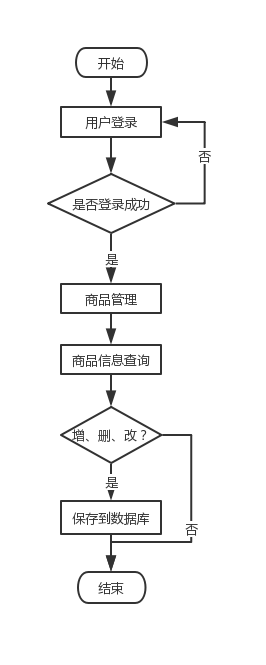 开始
用户登录
否
是否登录成功
是
商品管理
商品信息查询
增、删、改？
是
保存到数据库
否
结束